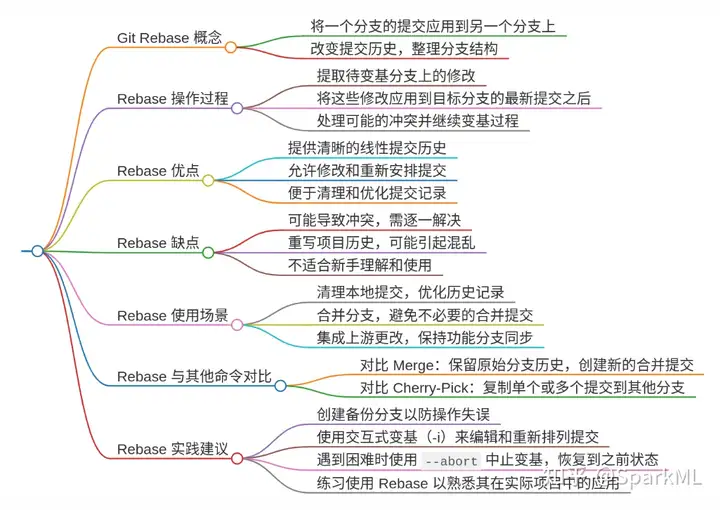 Git Rebase 概念
将一个分支的提交应用到另一个分支上
改变提交历史，整理分支结构
Rebase 操作过程
提取待变基分支上的修改
将这些修改应用到目标分支的最新提交之后
处理可能的冲突并继续变基过程
Rebase 优点
提供清晰的线性提交历史
允许修改和重新安排提交
便于清理和优化提交记录
Rebase 缺点
可能导致冲突，需逐一解决
重写项目历史，可能引起混乱
不适合新手理解和使用
Rebase 使用场景
清理本地提交，优化历史记录
合并分支，避免不必要的合并提交
集成上游更改，保持功能分支同步
Rebase 与其他命令对比
对比 Merge：保留原始分支历史，创建新的合并提交
对比 Cherry-Pick：复制单个或多个提交到其他分支
Rebase 实践建议
创建备份分支以防操作失误
使用交互式变基（-i）来编辑和重新排列提交
遇到困难时使用 --abort 中止变基，恢复到之前状态
练习使用 Rebase 以熟悉其在实际项目中的应用
知乎 @SparkML